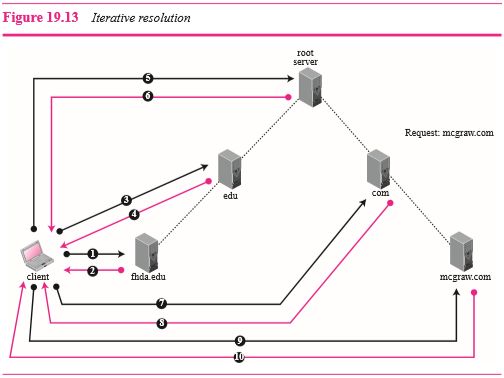 Figure 19.13 Iterative resolution
root
server
5
6
Request: mcgraw.com
3
edu
com
4
1
2
client
fhda.edu
mcgraw.com
7
8
9
10